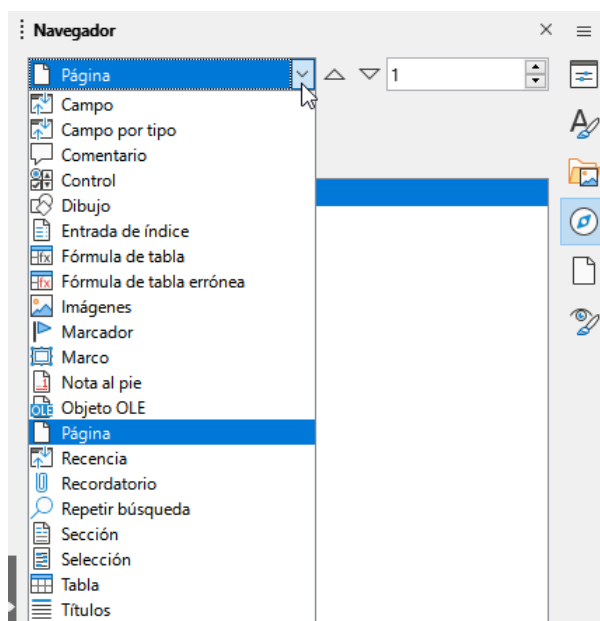 Navegador
Página
1
Campo
Campo por tipo
Comentario
Control
Dibujo
Entrada de índice
Fórmula de tabla
Fórmula de tabla errónea
Imágenes
Marcador
Marco
Nota al pie
Objeto OLE
Página
Recencia
Recordatorio
Repetir búsqueda
Sección
Selección
Tabla
Títulos